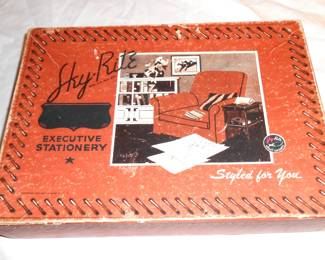 Sky-Rite
EXECUTIVE
STATIONERY
Styled for You